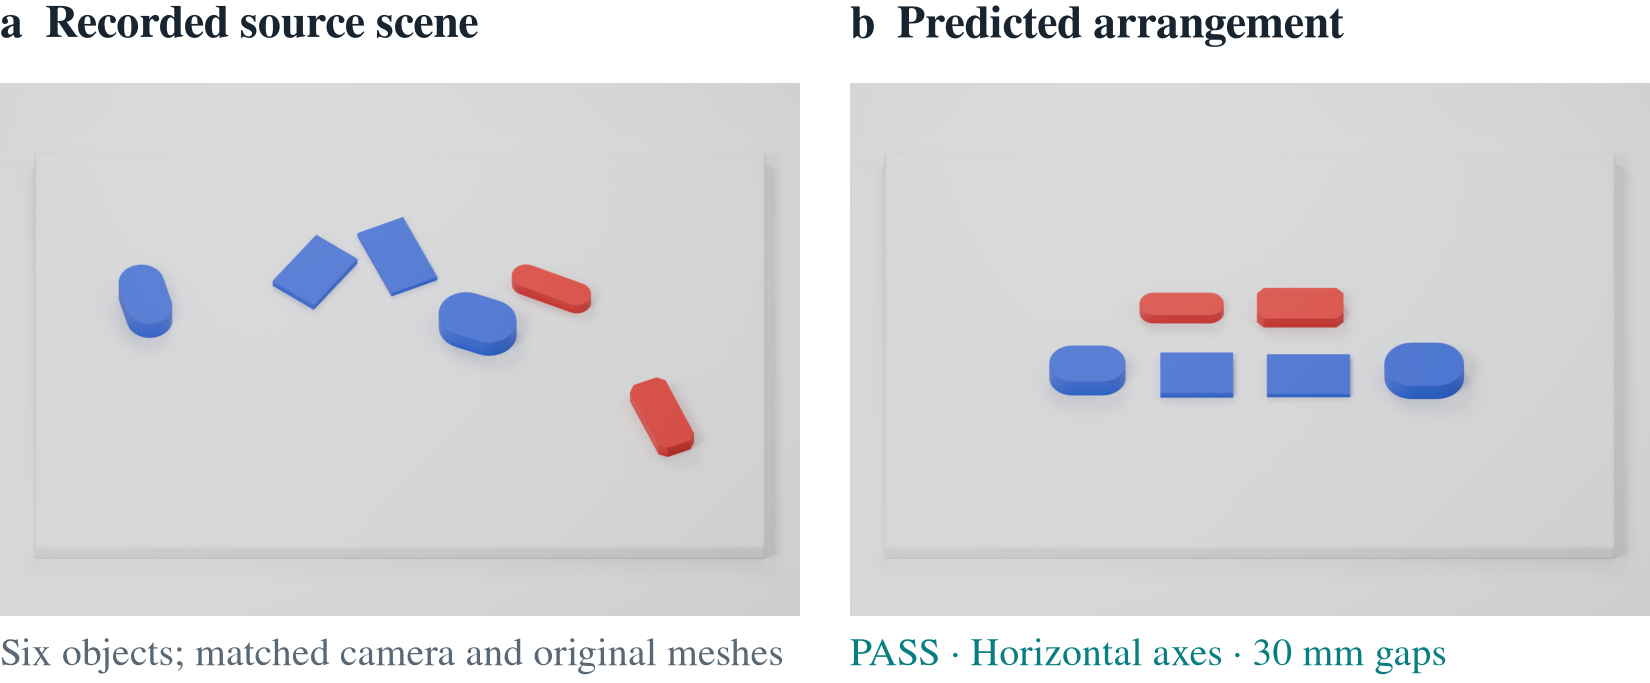 a Recorded source scene
b Predicted arrangement
Six objects; matched camera and original meshes
PASS · Horizontal axes · 30 mm gaps